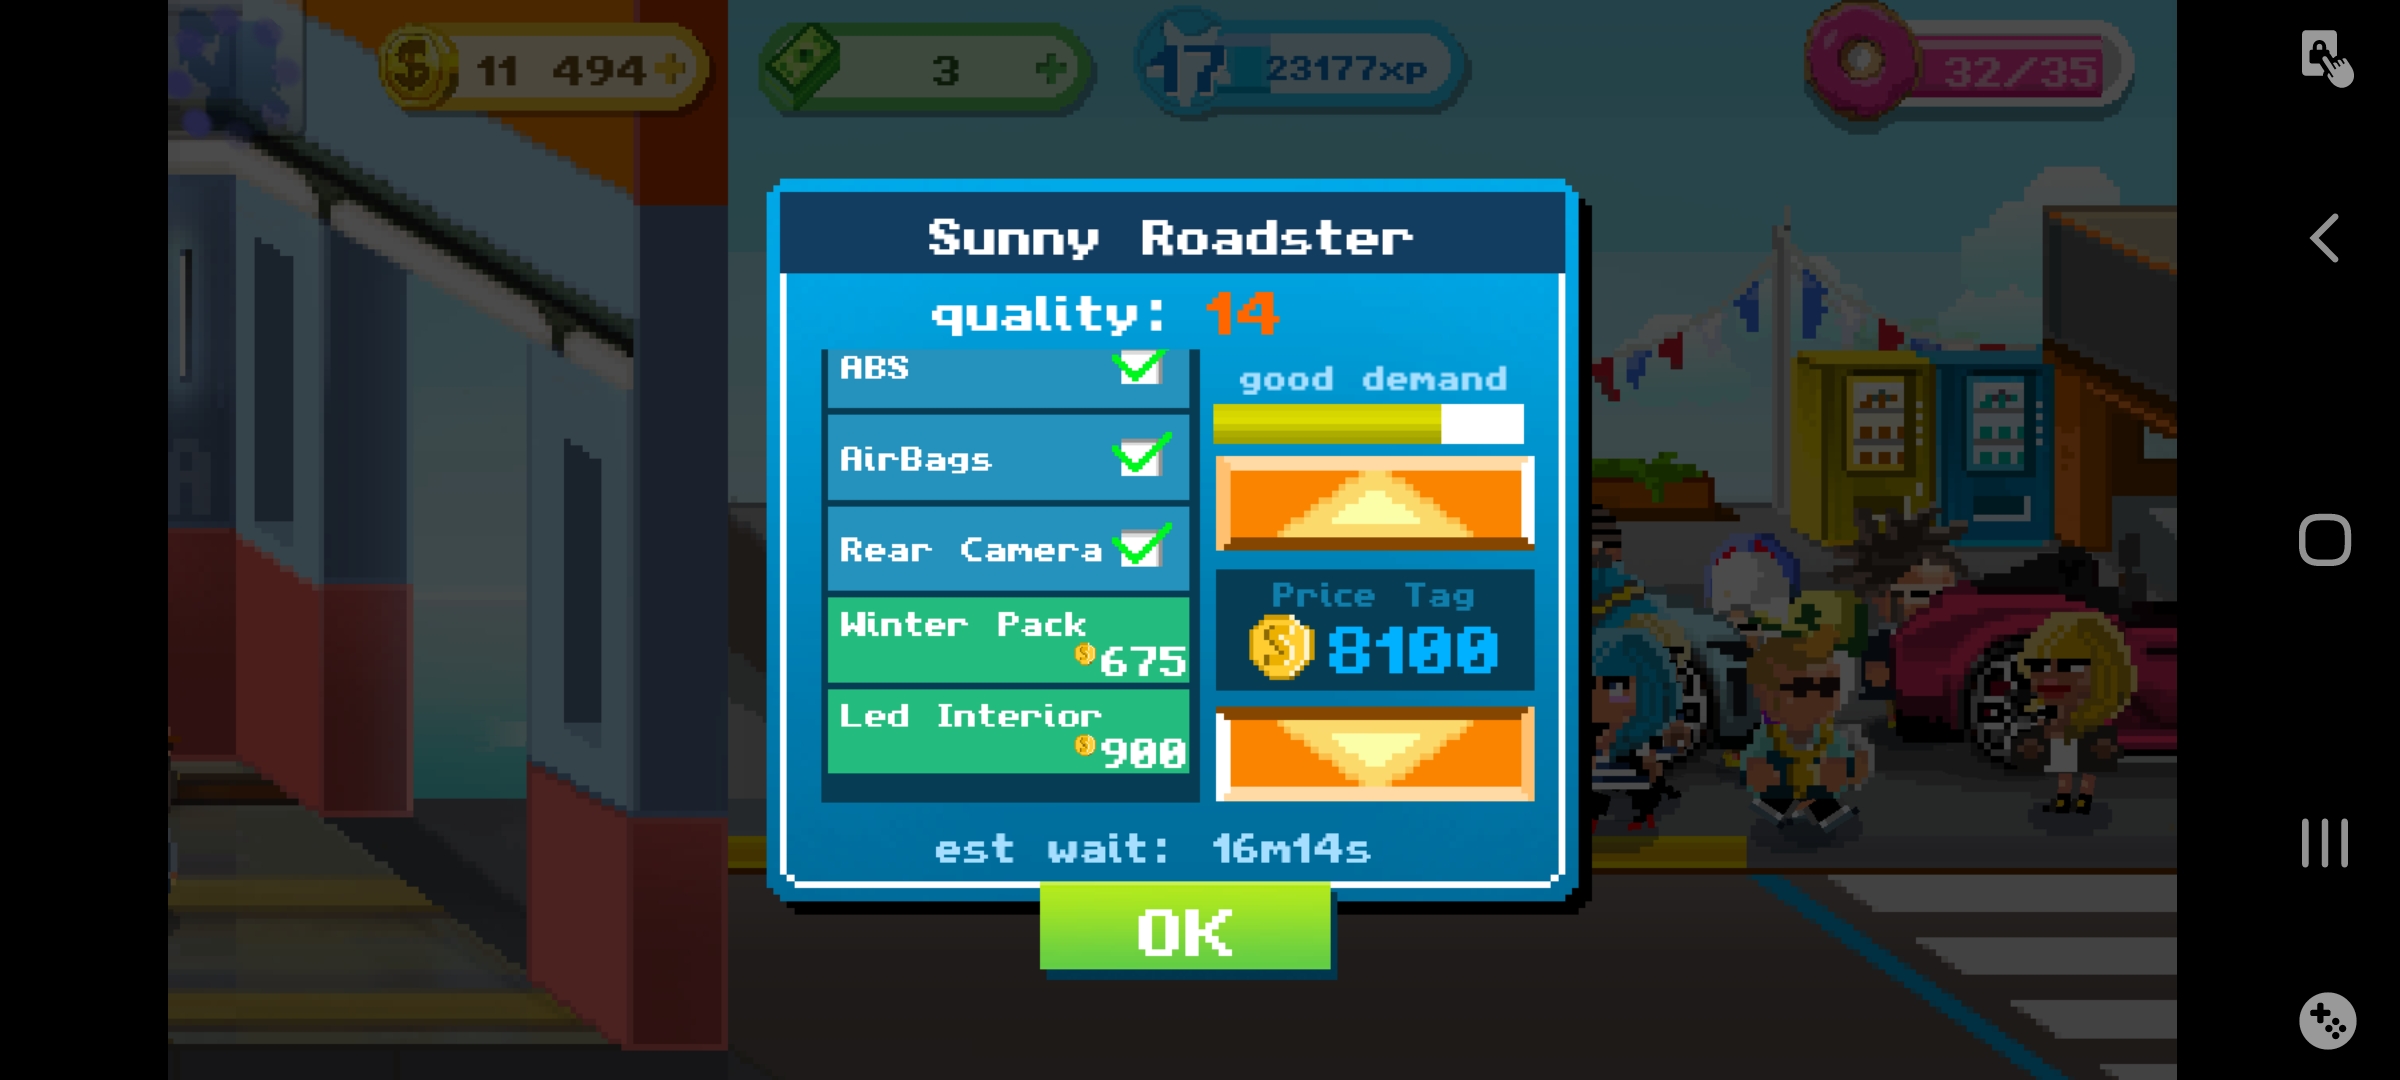 11 494
3
17
23177xp
32/35
Sunny Roadster
quality: 14
ABS
AirBags
Rear Camera
Winter Pack
675
Led Interior
900
good demand
Price Tag
8100
est wait: 16m14s
OK